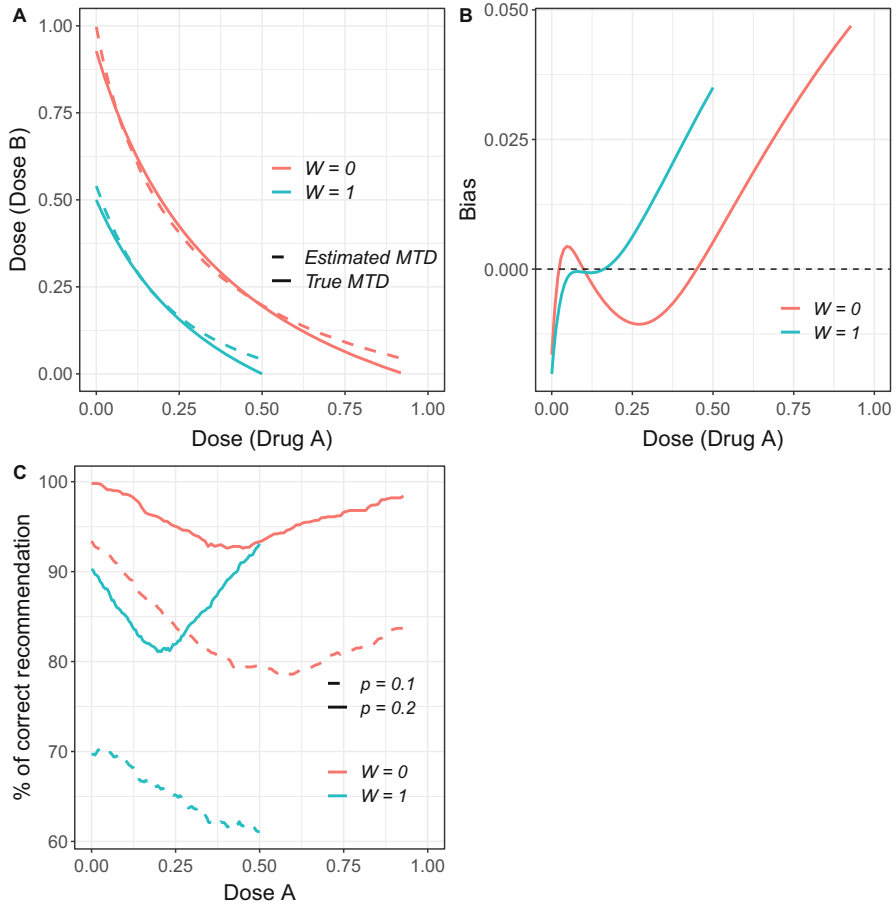 A
Dose (Dose B)
1.00
0.75
0.50
0.25
0.00
W = 0
W = 1
Estimated MTD
True MTD
0.00 0.25 0.50 0.75 1.00
Dose (Drug A)
B
Bias
0.050
0.025
0.000
W = 0
W = 1
0.00 0.25 0.50 0.75 1.00
Dose (Drug A)
C
% of correct recommendation
100
90
80
70
60
p = 0.1
p = 0.2
W = 0
W = 1
0.00 0.25 0.50 0.75 1.00
Dose A